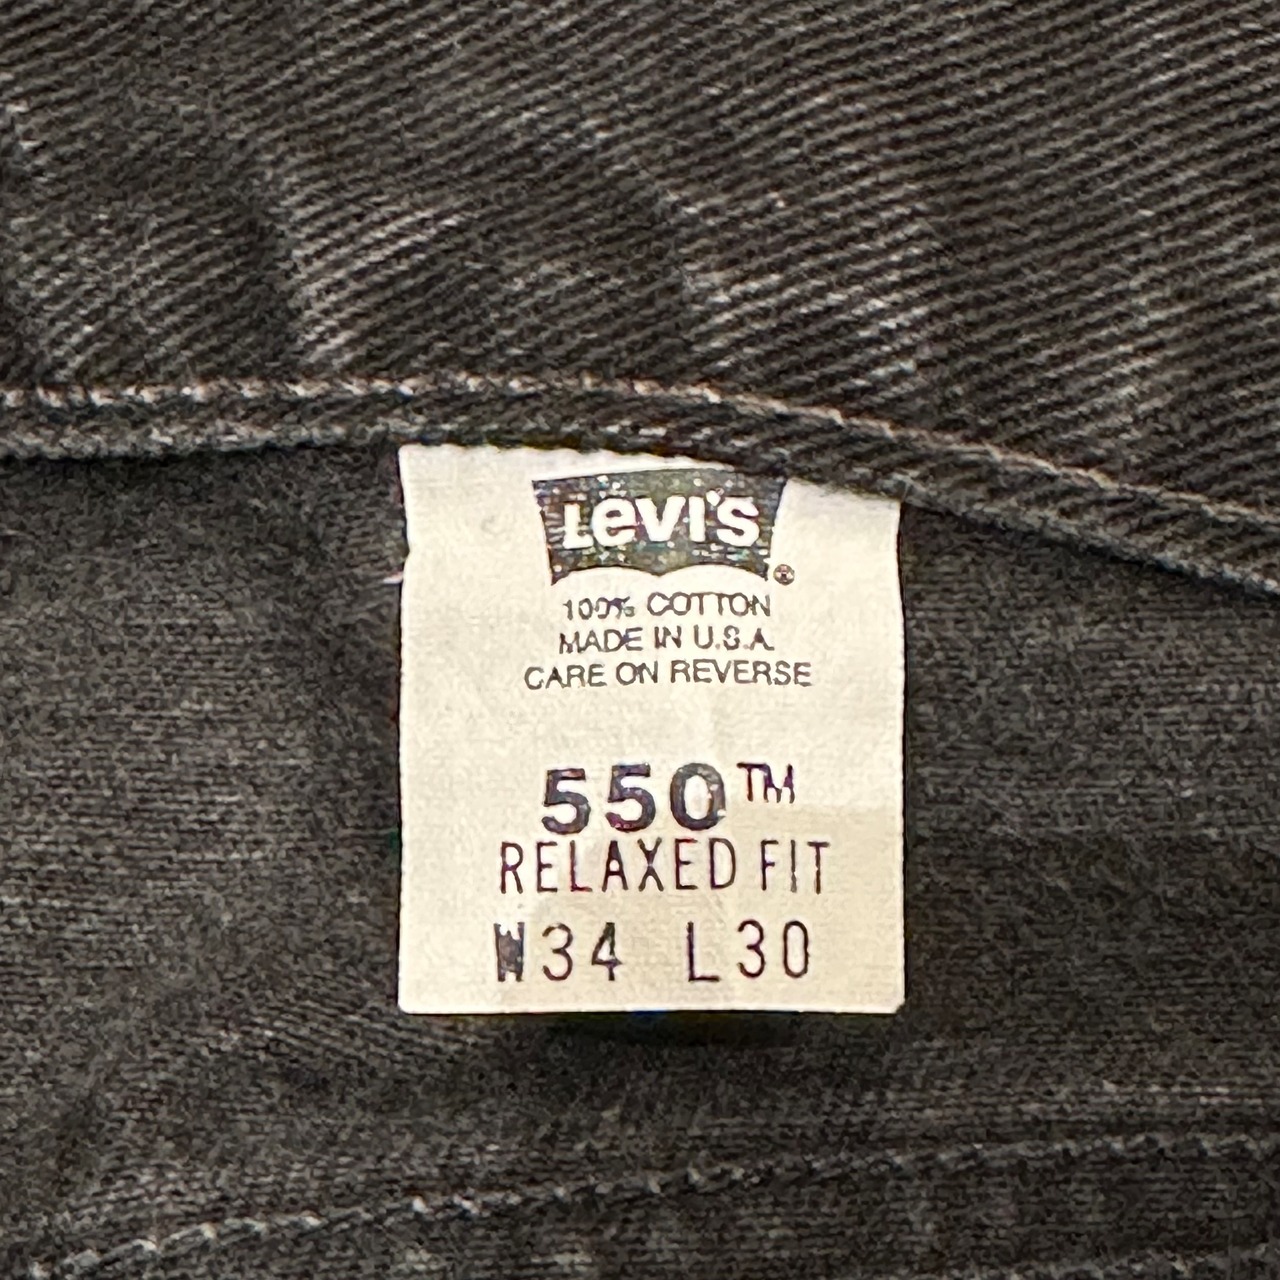 Levi's ®
100% COTTON
MADE IN U.S.A.
CARE ON REVERSE
550™
RELAXED FIT
W34 L30